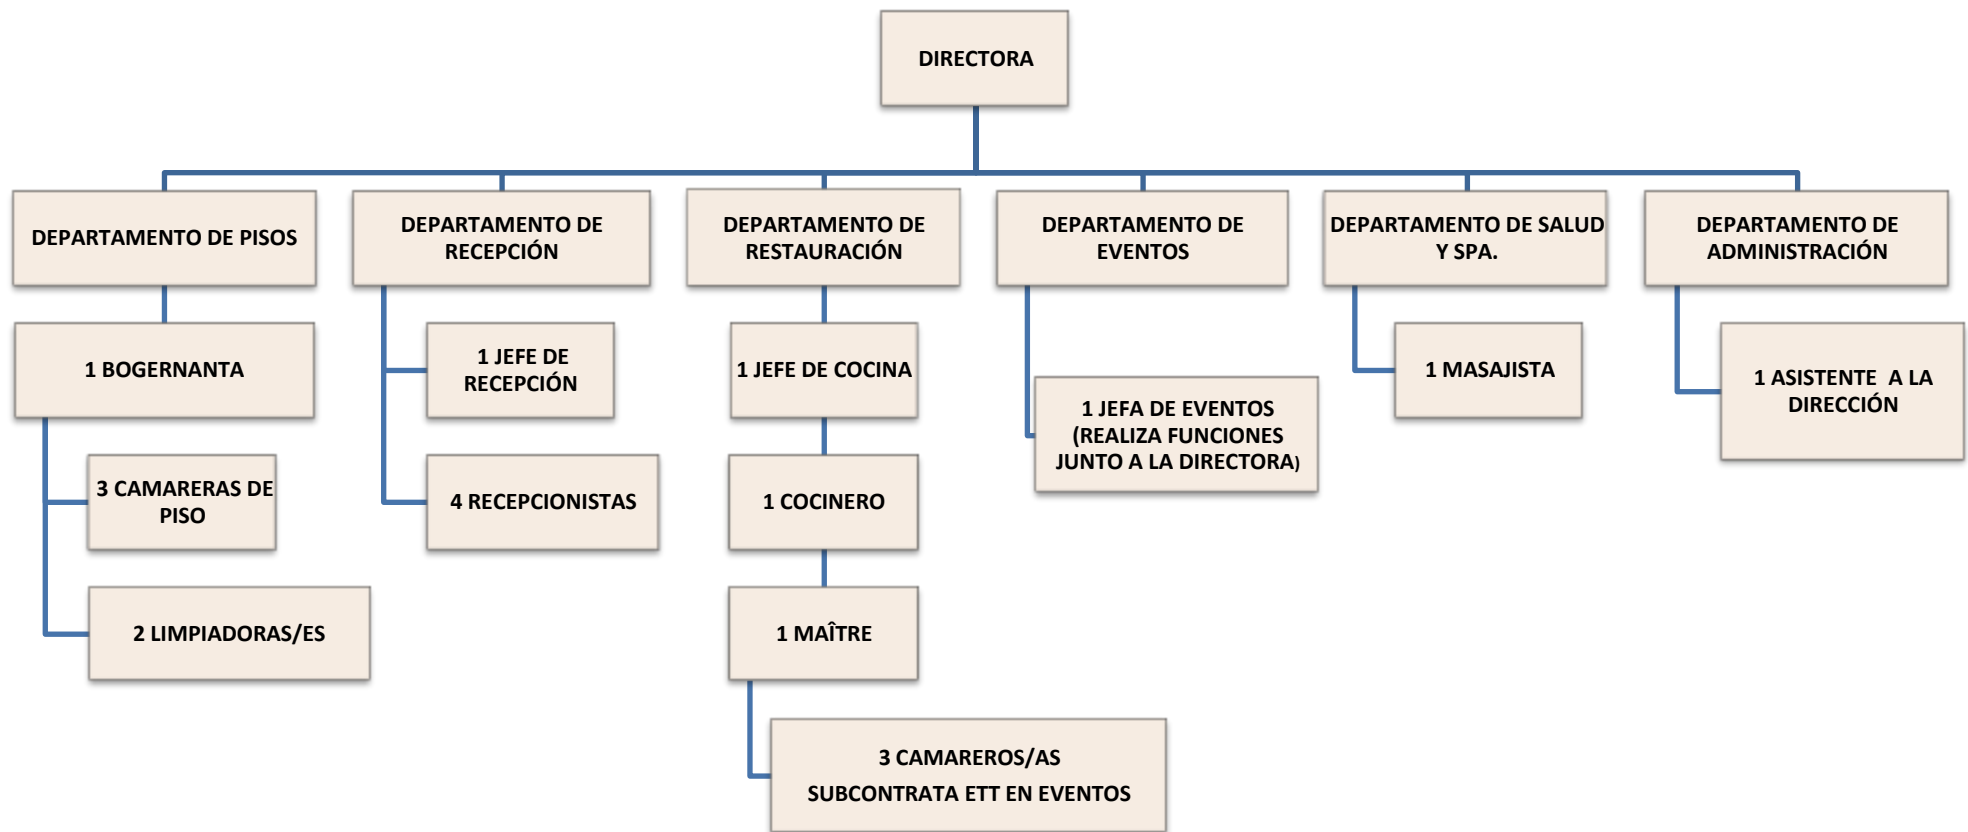 DIRECTORA
DEPARTAMENTO DE PISOS
DEPARTAMENTO DE
RECEPCIÓN
DEPARTAMENTO DE
RESTAURACIÓN
DEPARTAMENTO DE
EVENTOS
DEPARTAMENTO DE SALUD
Y SPA.
DEPARTAMENTO DE
ADMINISTRACIÓN
1 BOGERNANTA
3 CAMARERAS DE
PISO
2 LIMPIADORAS/ES
1 JEFE DE
RECEPCIÓN
4 RECEPCIONISTAS
1 JEFE DE COCINA
1 COCINERO
1 MAÎTRE
3 CAMAREROS/AS
SUBCONTRATA ETT EN EVENTOS
1 JEFA DE EVENTOS
(REALIZA FUNCIONES
JUNTO A LA DIRECTORA)
1 MASAJISTA
1 ASISTENTE A LA
DIRECCIÓN